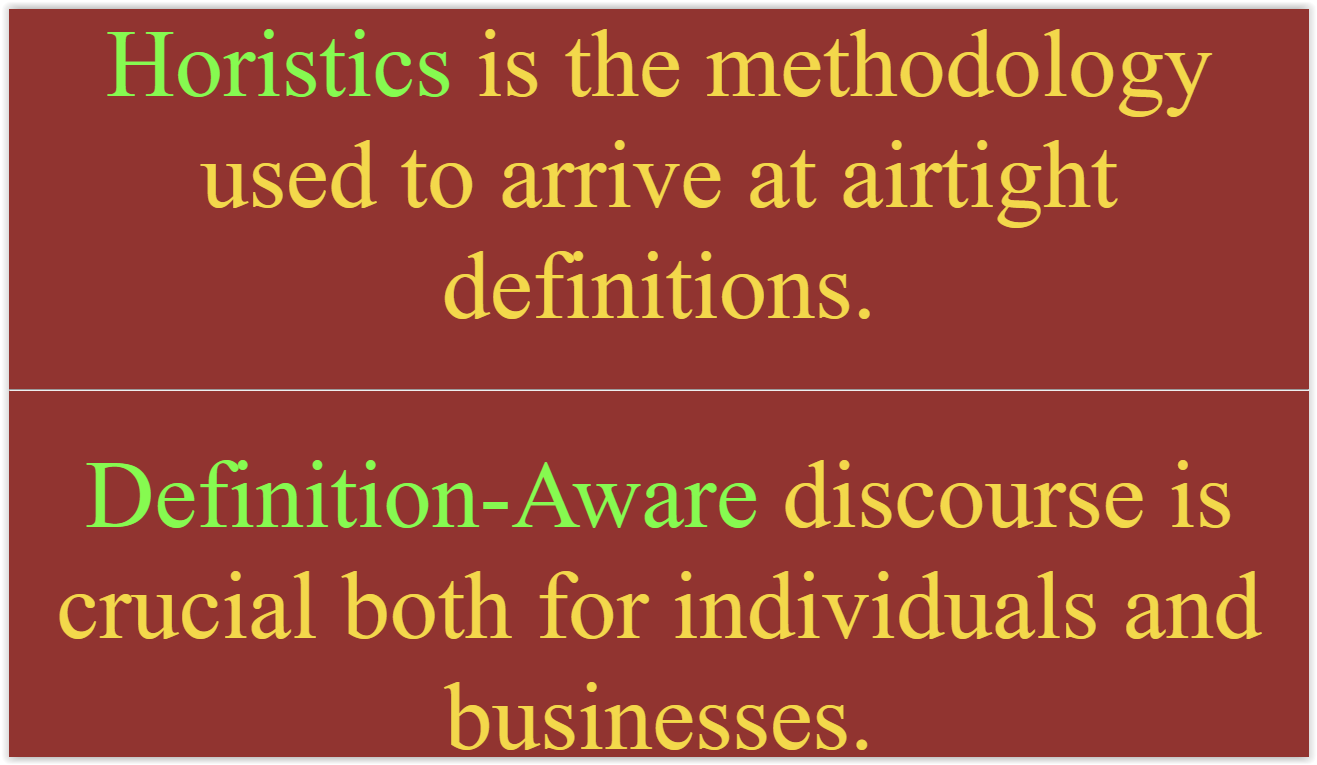 Horistics is the methodology
used to arrive at airtight
definitions.
Definition-Aware discourse is
crucial both for individuals and
businesses.